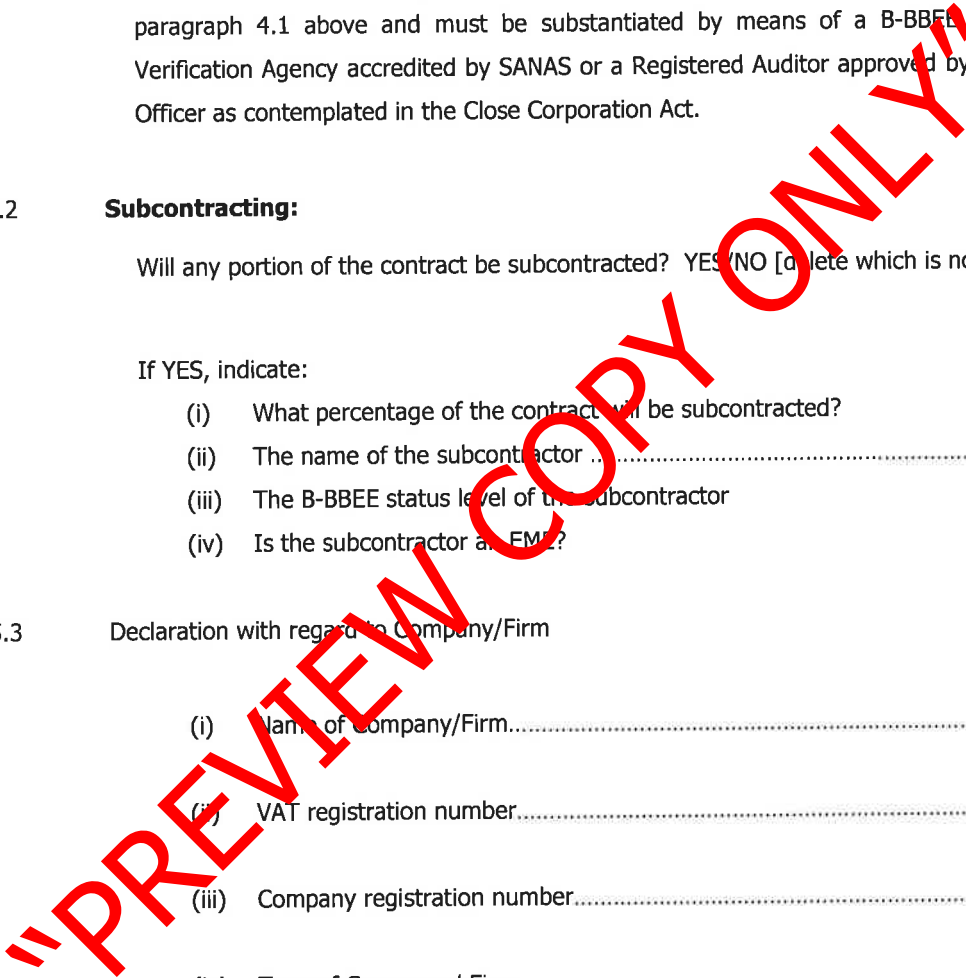 paragraph 4.1 above and must be substantiated by means of a B-BBEE
Verification Agency accredited by SANAS or a Registered Auditor approved by
Officer as contemplated in the Close Corporation Act.
.2 Subcontracting:
Will any portion of the contract be subcontracted? YES/NO [delete which is
If YES, indicate:
(i) What percentage of the contract will be subcontracted?
(ii) The name of the subcontractor ..........................................................
(iii) The B-BBEE status level of the subcontractor
(iv) Is the subcontractor an EME?
.3 Declaration with regard to Company/Firm
(i) Name of Company/Firm..........................................................................
(ii) VAT registration number........................................................................
(iii) Company registration number................................................................
"PREVIEW COPY ONLY"